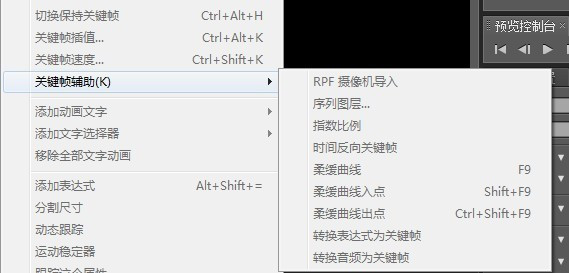 切换保持关键帧 Ctrl+Alt+H
关键帧插值... Ctrl+Alt+K
关键帧速度... Ctrl+Shift+K
关键帧辅助(K)
添加动画文字
添加文字选择器
移除全部文字动画
添加表达式 Alt+Shift+=
分割尺寸
动态跟踪
运动稳定器
跟踪这个属性
RPF 摄像机导入
序列图层...
指数比例
时间反向关键帧
柔缓曲线 F9
柔缓曲线入点 Shift+F9
柔缓曲线出点 Ctrl+Shift+F9
转换表达式为关键帧
转换音频为关键帧
预览控制台